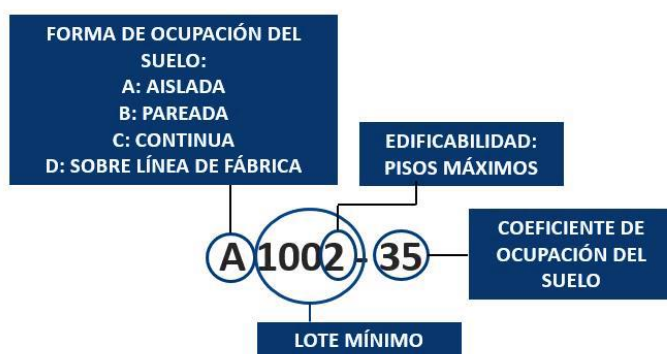 FORMA DE OCUPACIÓN DEL
SUELO:
A: AISLADA
B: PAREADA
C: CONTINUA
D: SOBRE LÍNEA DE FÁBRICA
EDIFICABILIDAD:
PISOS MÁXIMOS
A 1002 - 35
COEFICIENTE DE
OCUPACIÓN DEL
SUELO
LOTE MÍNIMO